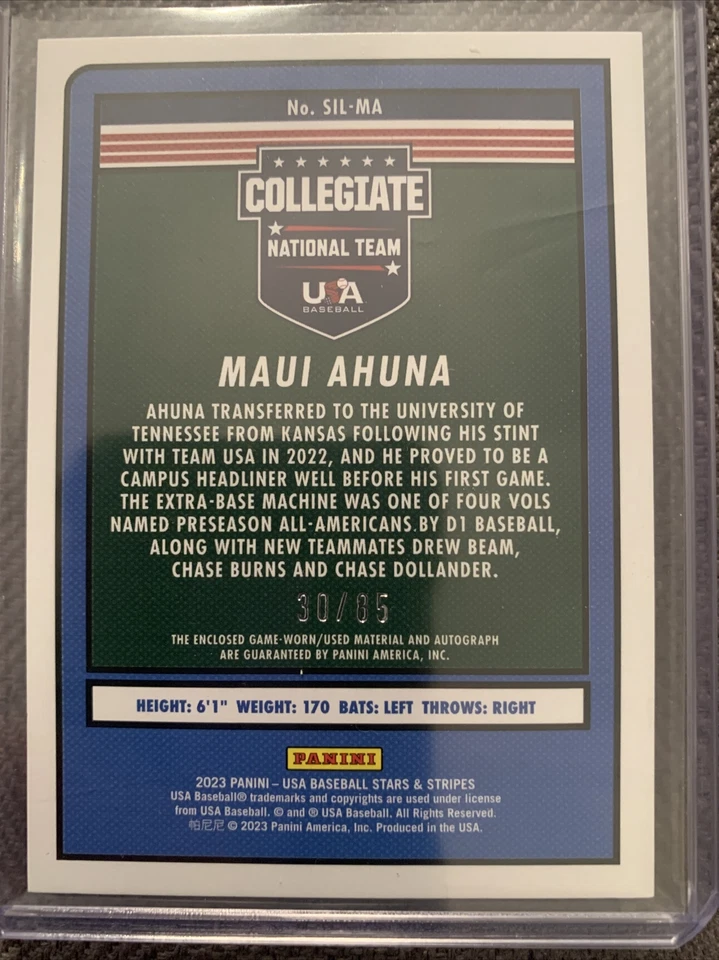 No. SIL-MA
COLLEGIATE
NATIONAL TEAM
USA
BASEBALL
MAUI AHUNA
AHUNA TRANSFERRED TO THE UNIVERSITY OF
TENNESSEE FROM KANSAS FOLLOWING HIS STINT
WITH TEAM USA IN 2022, AND HE PROVED TO BE A
CAMPUS HEADLINER WELL BEFORE HIS FIRST GAME.
THE EXTRA-BASE MACHINE WAS ONE OF FOUR VOLS
NAMED PRESEASON ALL-AMERICANS BY D1 BASEBALL,
ALONG WITH NEW TEAMMATES DREW BEAM,
CHASE BURNS AND CHASE DOLLANDER.
30/85
THE ENCLOSED GAME-WORN/USED MATERIAL AND AUTOGRAPH
ARE GUARANTEED BY PANINI AMERICA, INC.
HEIGHT: 6'1" WEIGHT: 170 BATS: LEFT THROWS: RIGHT
PANINI
2023 PANINI – USA BASEBALL STARS & STRIPES
USA Baseball® trademarks and copyrights are used under license
from USA Baseball. © and ® USA Baseball. All Rights Reserved.
帕尼尼 © 2023 Panini America, Inc. Produced in the USA.